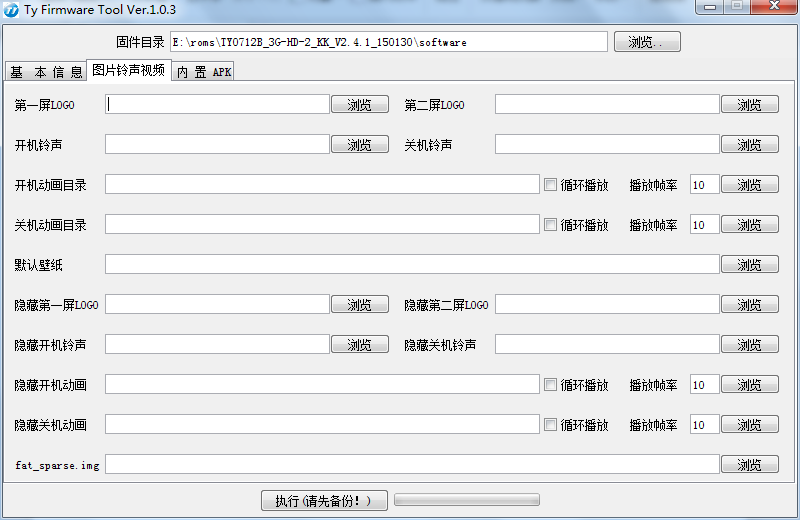 Ty Firmware Tool Ver.1.0.3
固件目录 E:\roms\TY0712B_3G-HD-2_KK_V2.4.1_150130\software 浏览..
基 本 信 息 图片铃声视频 内 置 APK
第一屏LOGO 浏览 第二屏LOGO 浏览
开机铃声 浏览 关机铃声 浏览
开机动画目录 循环播放 播放帧率 10 浏览
关机动画目录 循环播放 播放帧率 10 浏览
默认壁纸 浏览
隐藏第一屏LOGO 浏览 隐藏第二屏LOGO 浏览
隐藏开机铃声 浏览 隐藏关机铃声 浏览
隐藏开机动画 循环播放 播放帧率 10 浏览
隐藏关机动画 循环播放 播放帧率 10 浏览
fat_sparse.img 浏览
执行(请先备份！)